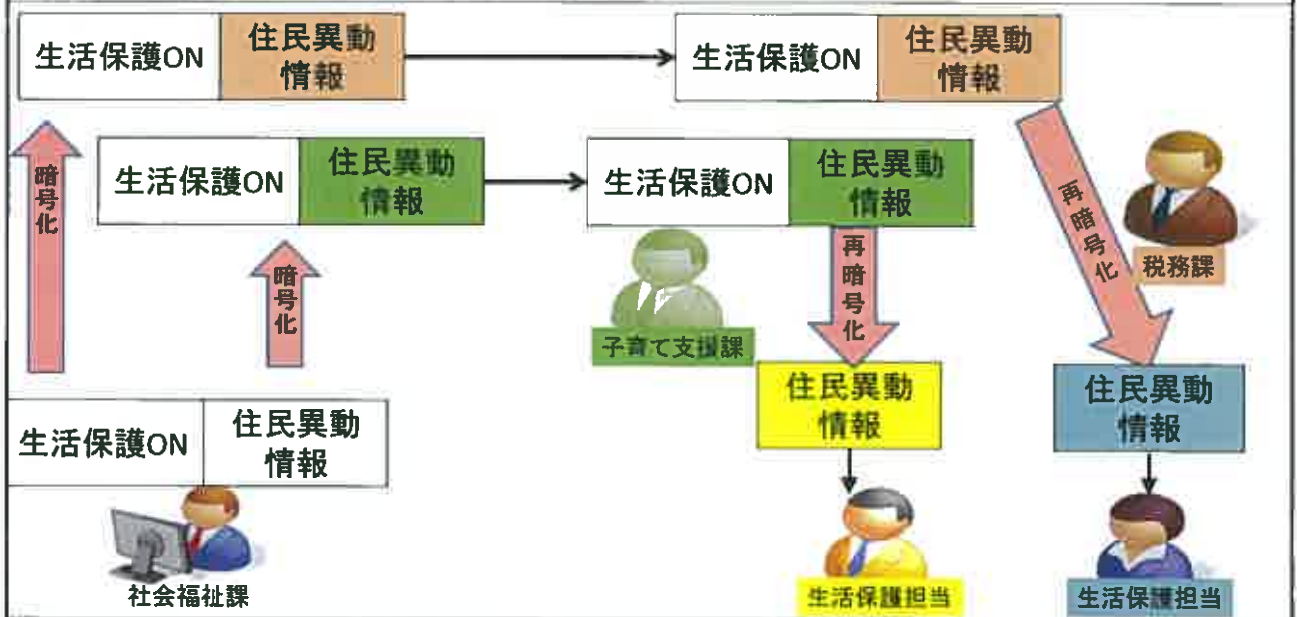 生活保護ON
住民異動
情報
生活保護ON
住民異動
情報
暗号化
生活保護ON
住民異動
情報
生活保護ON
住民異動
情報
暗号化
再暗号化
再暗号化
税務課
子育て支援課
住民異動
情報
住民異動
情報
生活保護ON
住民異動
情報
社会福祉課
生活保護担当
生活保護担当